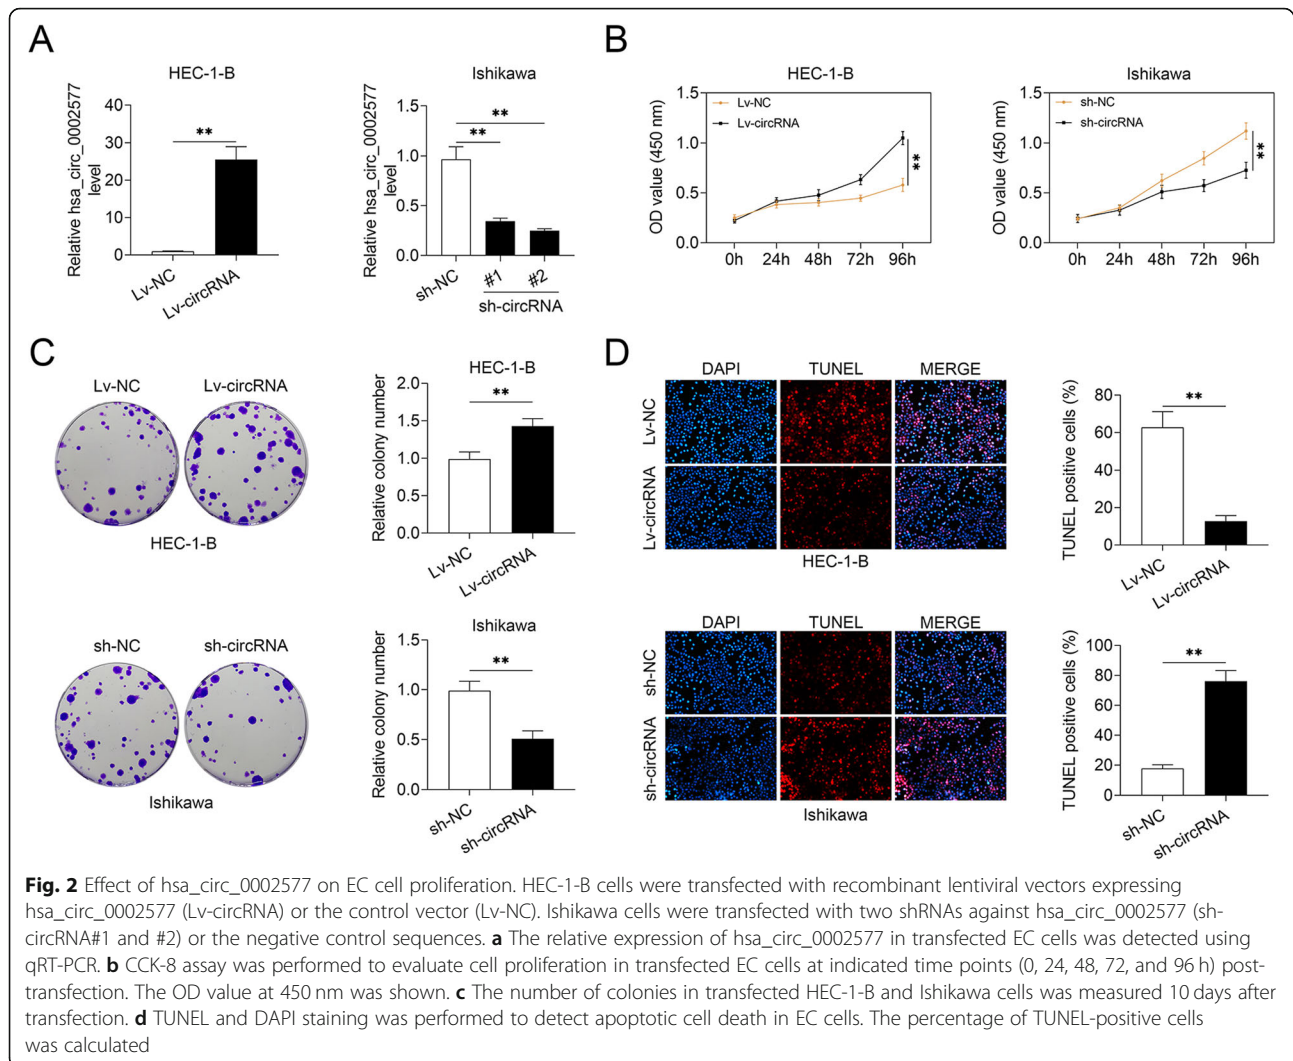 A
HEC-1-B
Relative hsa_circ_0002577
level
40
30
20
10
0
**
Lv-NC
Lv-circRNA
Ishikawa
Relative hsa_circ_0002577
level
1.5
1.0
0.5
0.0
**
**
sh-NC
#1
#2
sh-circRNA
B
HEC-1-B
OD value (450 nm)
1.5
1.0
0.5
0.0
Lv-NC
Lv-circRNA
**
0h 24h 48h 72h 96h
Ishikawa
OD value (450 nm)
1.5
1.0
0.5
0.0
sh-NC
sh-circRNA
**
0h 24h 48h 72h 96h
C
Lv-NC
Lv-circRNA
HEC-1-B
HEC-1-B
Relative colony number
2.0
1.5
1.0
0.5
0.0
**
Lv-NC
Lv-circRNA
sh-NC
sh-circRNA
Ishikawa
Ishikawa
Relative colony number
1.5
1.0
0.5
0.0
**
sh-NC
sh-circRNA
D
DAPI TUNEL MERGE
Lv-NC
Lv-circRNA
HEC-1-B
TUNEL positive cells (%)
80
60
40
20
0
**
Lv-NC
Lv-circRNA
DAPI TUNEL MERGE
sh-NC
sh-circRNA
Ishikawa
TUNEL positive cells (%)
100
80
60
40
20
0
**
sh-NC
sh-circRNA
Fig. 2 Effect of hsa_circ_0002577 on EC cell proliferation. HEC-1-B cells were transfected with recombinant lentiviral vectors expressing
hsa_circ_0002577 (Lv-circRNA) or the control vector (Lv-NC). Ishikawa cells were transfected with two shRNAs against hsa_circ_0002577 (sh-
circRNA#1 and #2) or the negative control sequences. a The relative expression of hsa_circ_0002577 in transfected EC cells was detected using
qRT-PCR. b CCK-8 assay was performed to evaluate cell proliferation in transfected EC cells at indicated time points (0, 24, 48, 72, and 96 h) post-
transfection. The OD value at 450 nm was shown. c The number of colonies in transfected HEC-1-B and Ishikawa cells was measured 10 days after
transfection. d TUNEL and DAPI staining was performed to detect apoptotic cell death in EC cells. The percentage of TUNEL-positive cells
was calculated